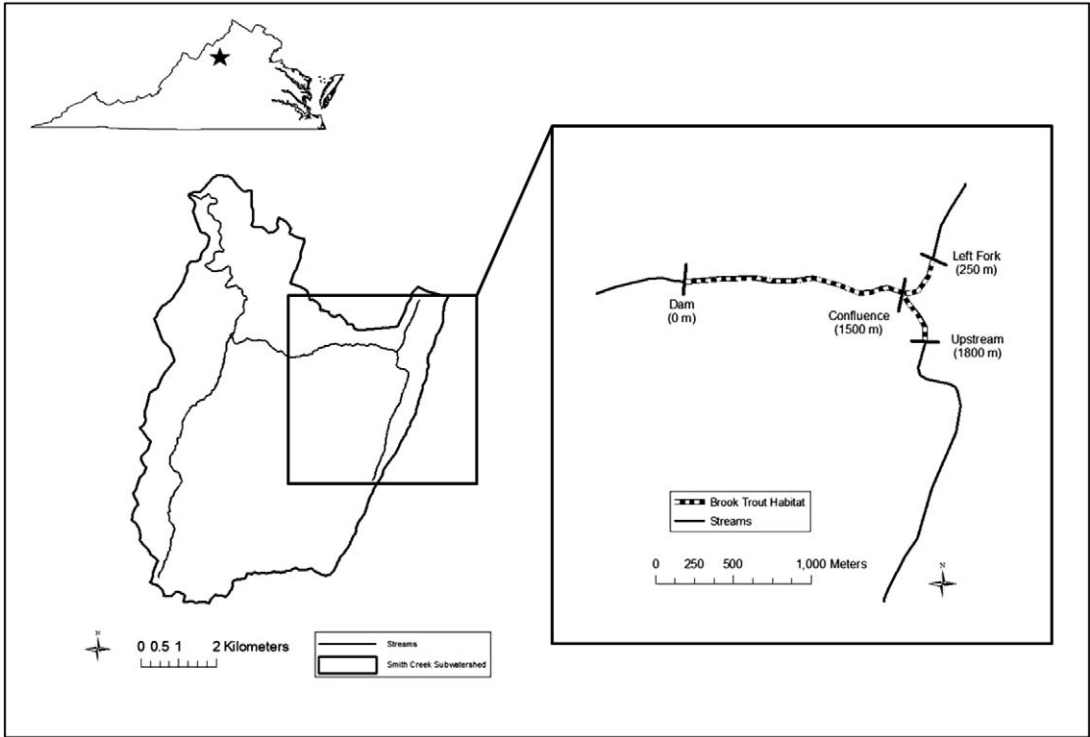 Left Fork
(250 m)
Dam
(0 m)
Confluence
(1500 m)
Upstream
(1800 m)
Brook Trout Habitat
Streams
0 250 500 1,000 Meters
N
N
0 0.5 1 2 Kilometers
Streams
Smith Creek Subwatershed